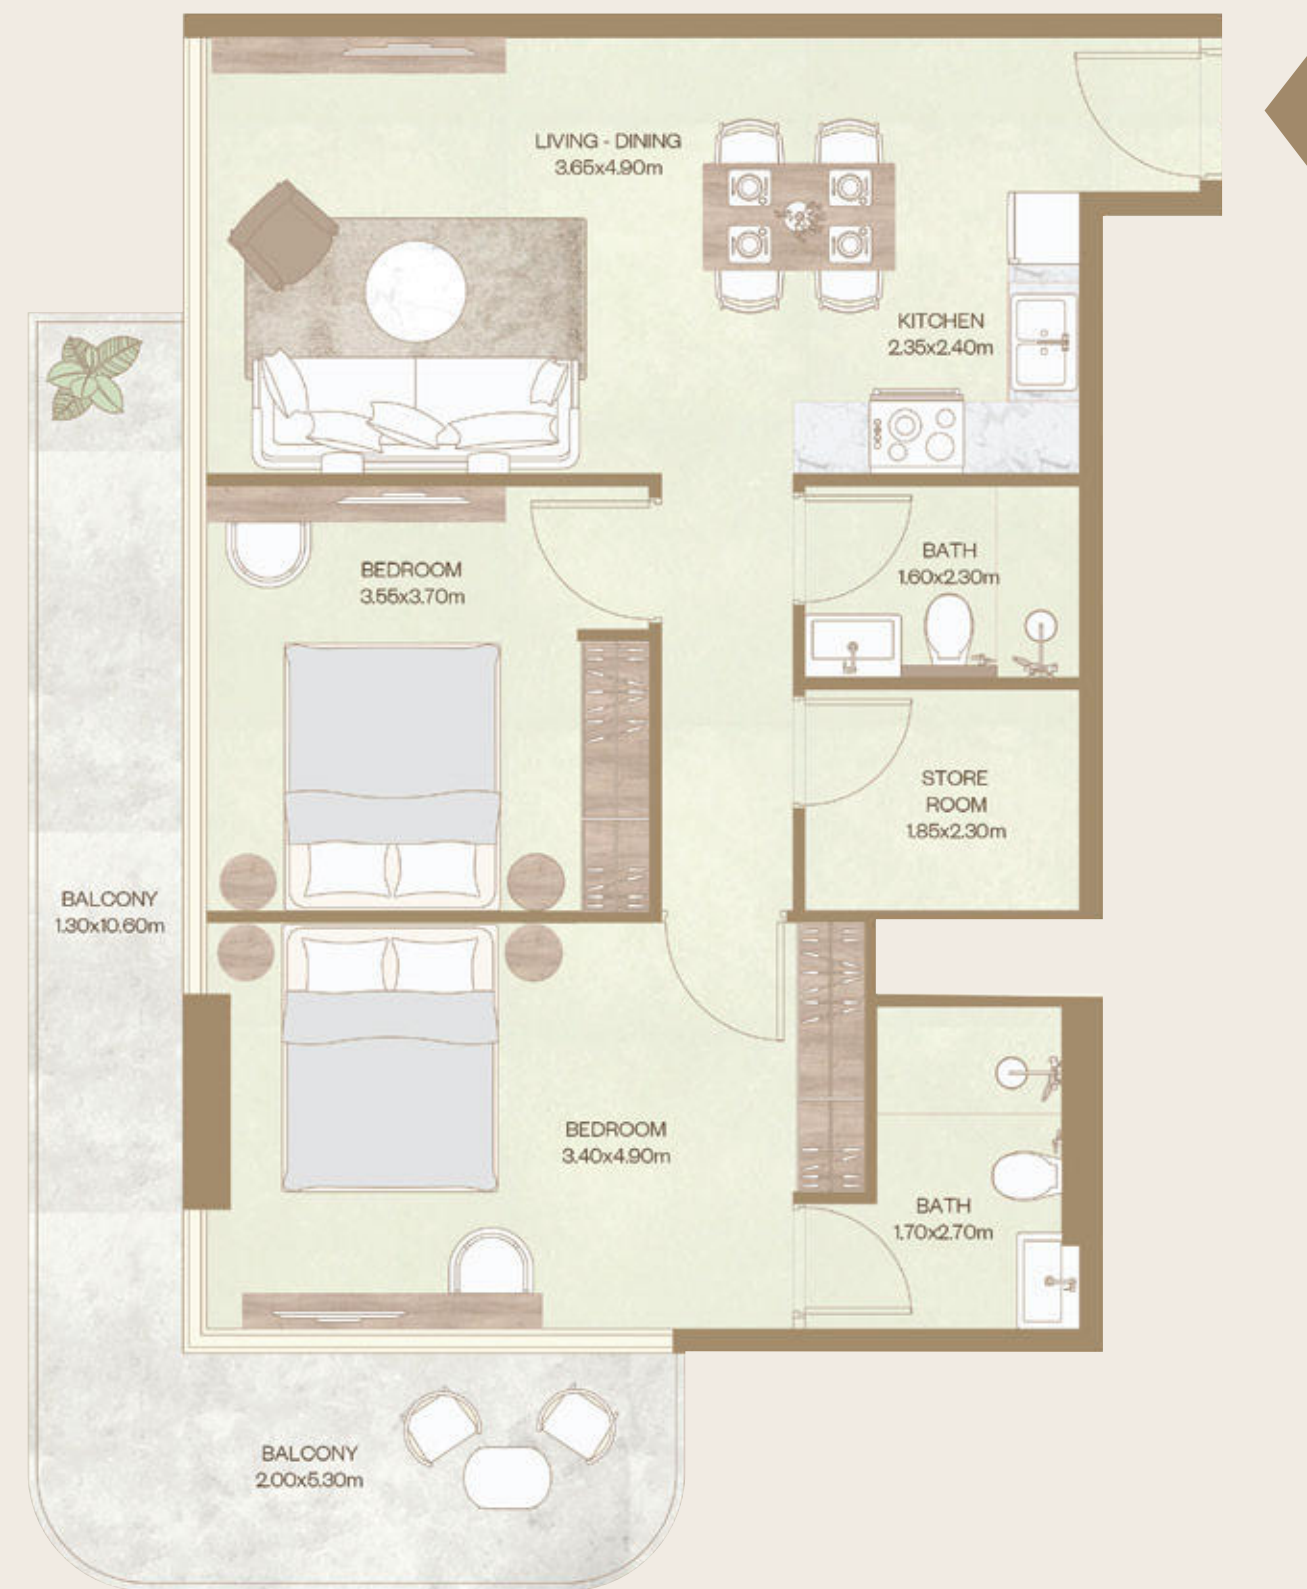 LIVING - DINING
3.65x4.90m
KITCHEN
2.35x2.40m
BEDROOM
3.55x3.70m
BATH
1.60x2.30m
STORE
ROOM
1.85x2.30m
BALCONY
1.30x10.60m
BEDROOM
3.40x4.90m
BATH
1.70x2.70m
BALCONY
2.00x5.30m